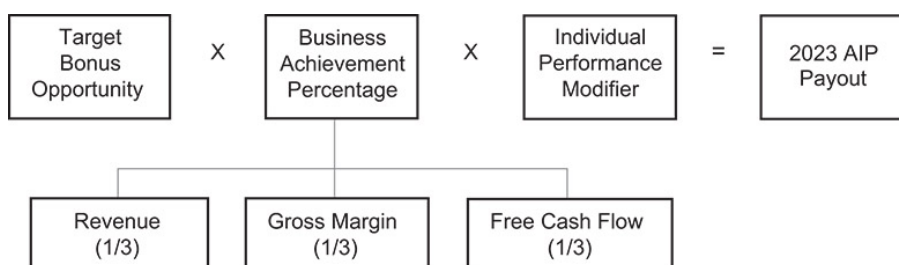 Target
Bonus
Opportunity
X
Business
Achievement
Percentage
X
Individual
Performance
Modifier
=
2023 AIP
Payout
Revenue
(1/3)
Gross Margin
(1/3)
Free Cash Flow
(1/3)